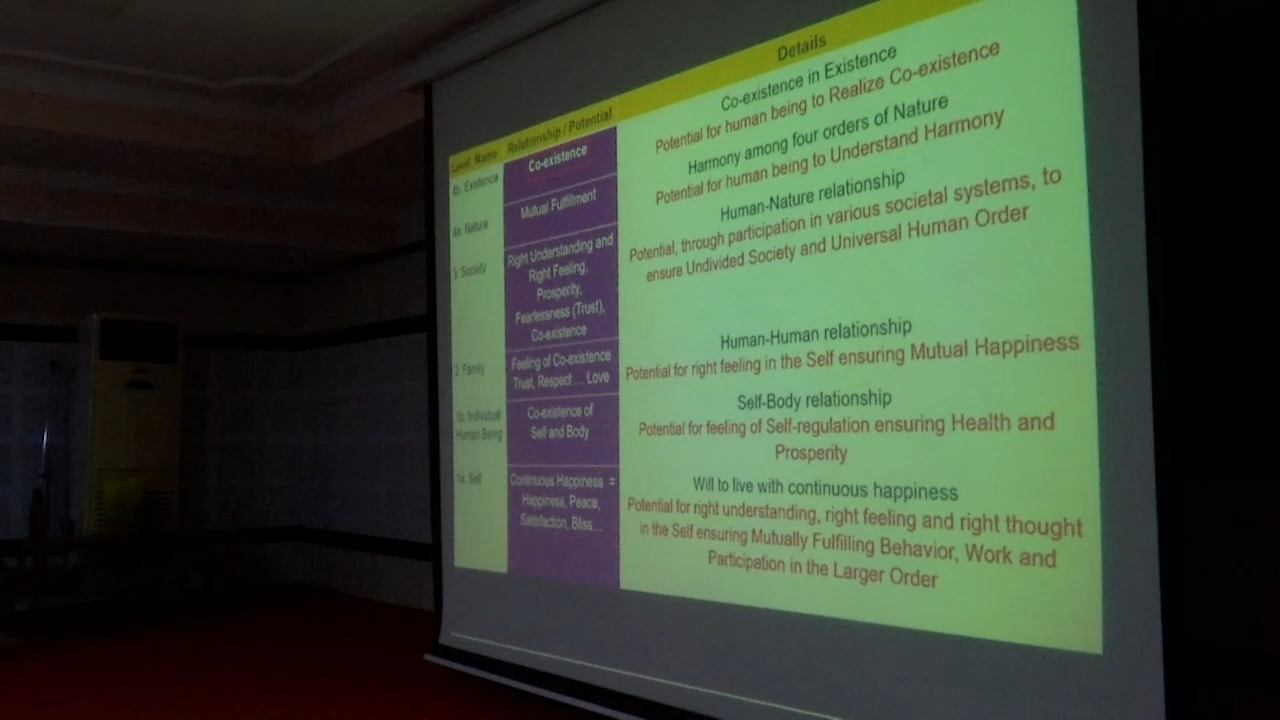 Level, Name Relationship / Potential Details
4b. Existence
Co-existence
Co-existence in Existence
Potential for human being to Realize Co-existence
4a. Nature
Mutual Fulfillment
Harmony among four orders of Nature
Potential for human being to Understand Harmony
3. Society
Right Understanding and
Right Feeling,
Prosperity,
Fearlessness (Trust),
Co-existence
Human-Nature relationship
Potential, through participation in various societal systems, to
ensure Undivided Society and Universal Human Order
2. Family
Feeling of Co-existence
Trust, Respect ... Love
Human-Human relationship
Potential for right feeling in the Self ensuring Mutual Happiness
1b. Individual
Human Being
Co-existence of
Self and Body
Self-Body relationship
Potential for feeling of Self-regulation ensuring Health and
Prosperity
1a. Self
Continuous Happiness =
Happiness, Peace,
Satisfaction, Bliss...
Will to live with continuous happiness
Potential for right understanding, right feeling and right thought
in the Self ensuring Mutually Fulfilling Behavior, Work and
Participation in the Larger Order